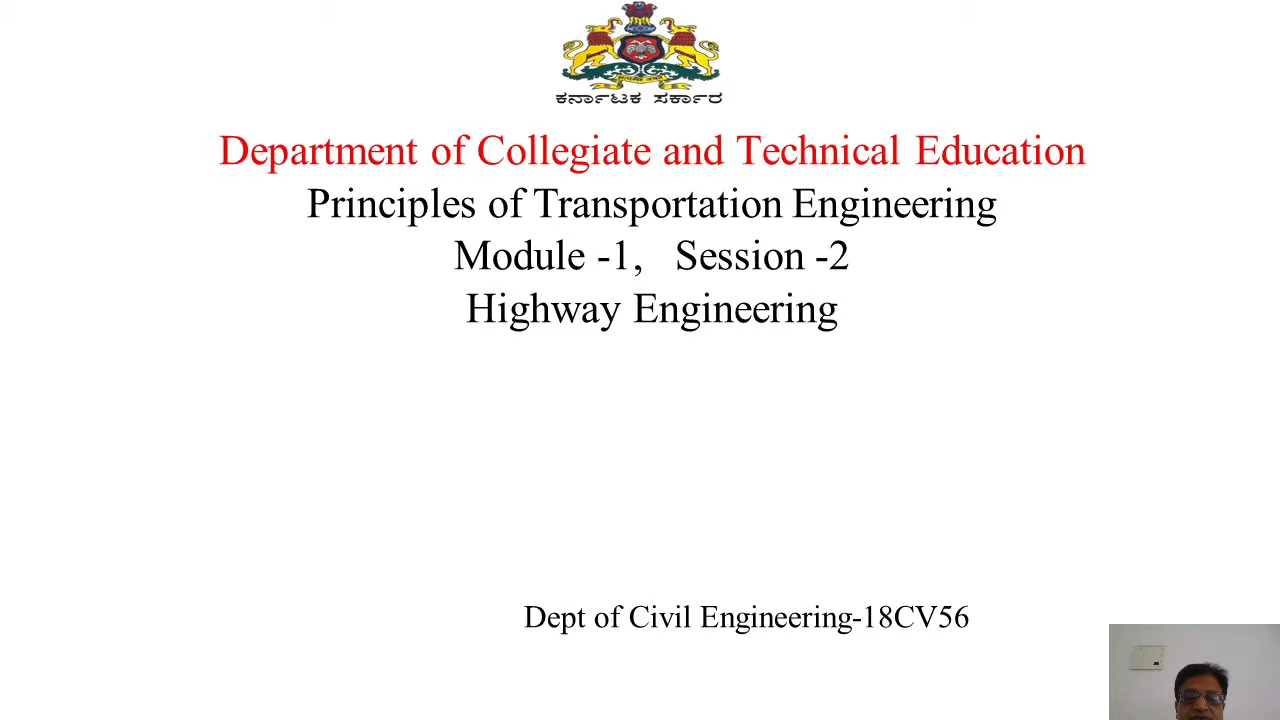 ಕರ್ನಾಟಕ ಸರ್ಕಾರ
Department of Collegiate and Technical Education
Principles of Transportation Engineering
Module -1,   Session -2
Highway Engineering
Dept of Civil Engineering-18CV56